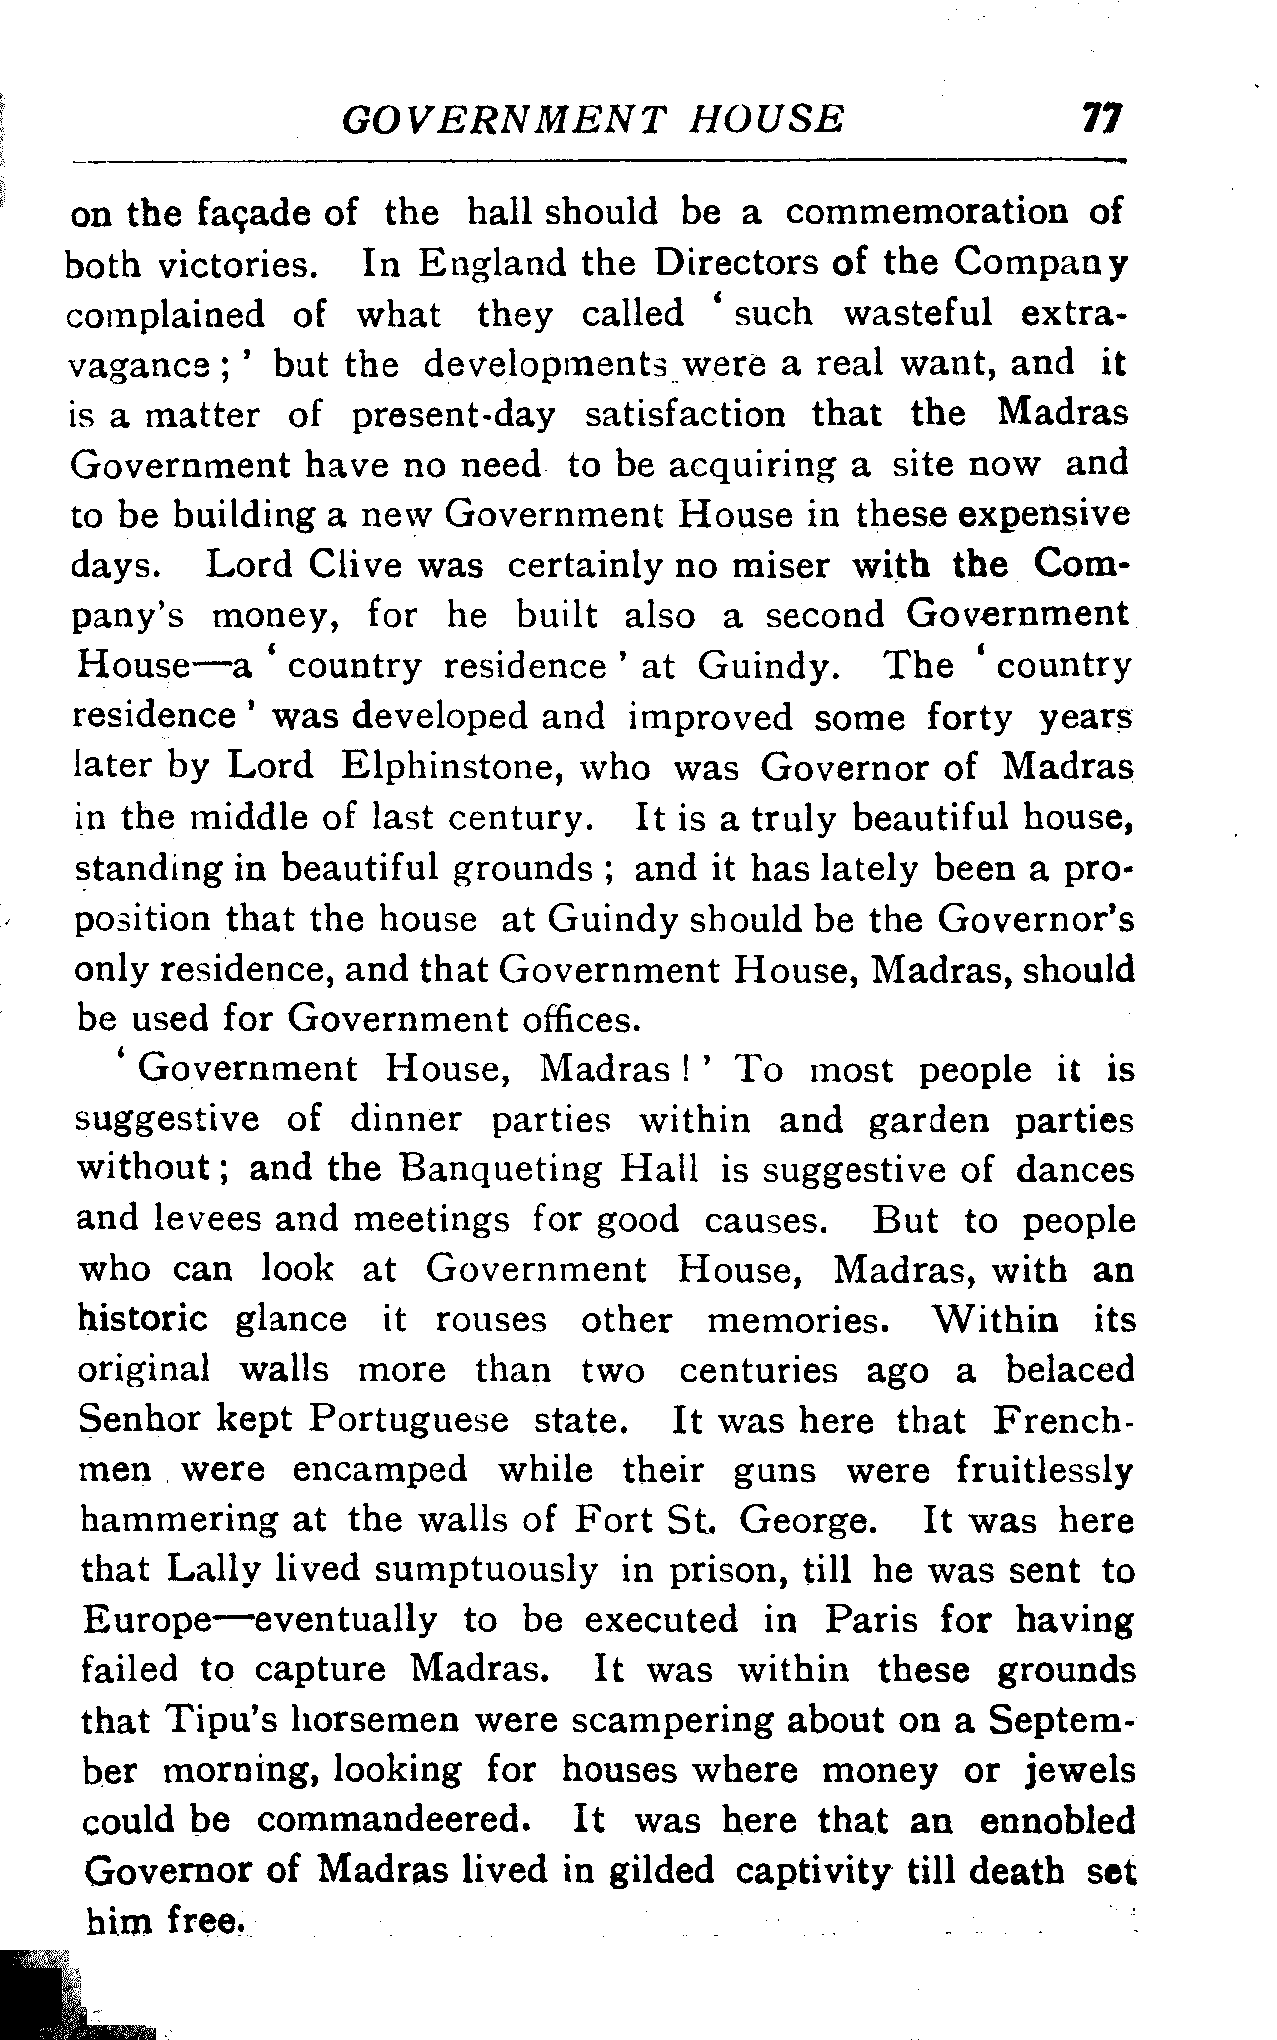 GOVERNMENT HOUSE 77
on the façade of the hall should be a commemoration of
both victories. In England the Directors of the Company
complained of what they called ‘ such wasteful extra-
vagance ; ’ but the developments were a real want, and it
is a matter of present-day satisfaction that the Madras
Government have no need to be acquiring a site now and
to be building a new Government House in these expensive
days. Lord Clive was certainly no miser with the Com-
pany's money, for he built also a second Government
House—a ‘ country residence ’ at Guindy. The ‘ country
residence ’ was developed and improved some forty years
later by Lord Elphinstone, who was Governor of Madras
in the middle of last century. It is a truly beautiful house,
standing in beautiful grounds ; and it has lately been a pro-
position that the house at Guindy should be the Governor's
only residence, and that Government House, Madras, should
be used for Government offices.
‘ Government House, Madras ! ’ To most people it is
suggestive of dinner parties within and garden parties
without ; and the Banqueting Hall is suggestive of dances
and levees and meetings for good causes. But to people
who can look at Government House, Madras, with an
historic glance it rouses other memories. Within its
original walls more than two centuries ago a belaced
Senhor kept Portuguese state. It was here that French-
men were encamped while their guns were fruitlessly
hammering at the walls of Fort St. George. It was here
that Lally lived sumptuously in prison, till he was sent to
Europe—eventually to be executed in Paris for having
failed to capture Madras. It was within these grounds
that Tipu's horsemen were scampering about on a Septem-
ber morning, looking for houses where money or jewels
could be commandeered. It was here that an ennobled
Governor of Madras lived in gilded captivity till death set
him free.